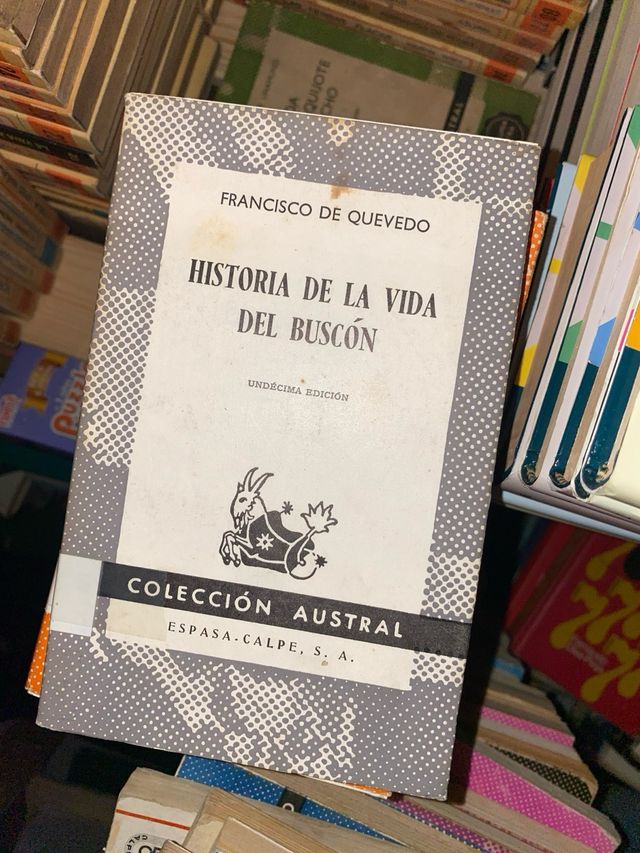 FRANCISCO DE QUEVEDO
HISTORIA DE LA VIDA
DEL BUSCÓN
UNDÉCIMA EDICIÓN
COLECCIÓN AUSTRAL
ESPASA-CALPE, S. A.